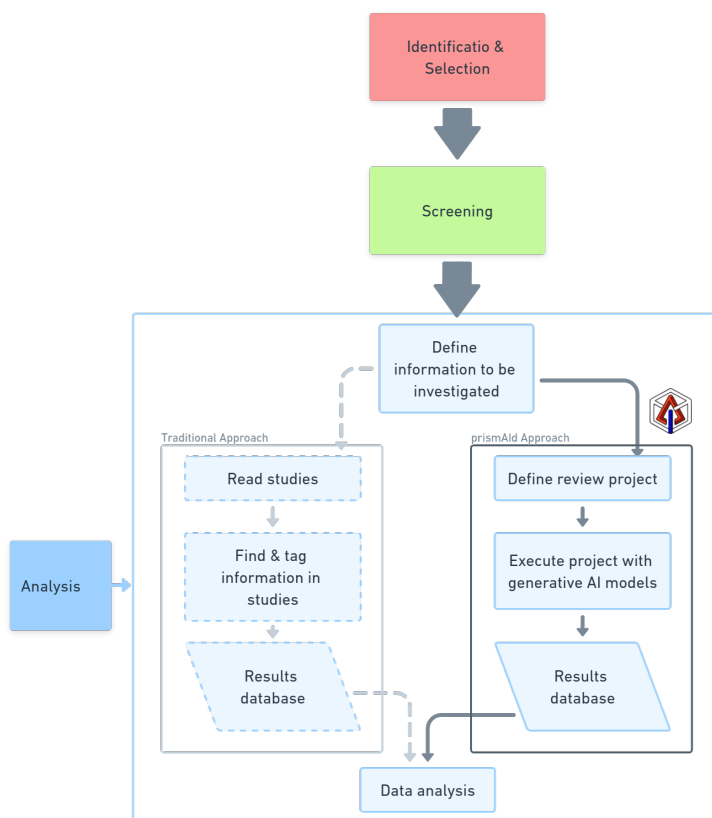 Identificatio &
Selection
Screening
Define
information to be
investigated
Traditional Approach
prismAId Approach
Read studies
Define review project
Find & tag
information in
studies
Execute project with
generative AI models
Analysis
Results
database
Results
database
Data analysis